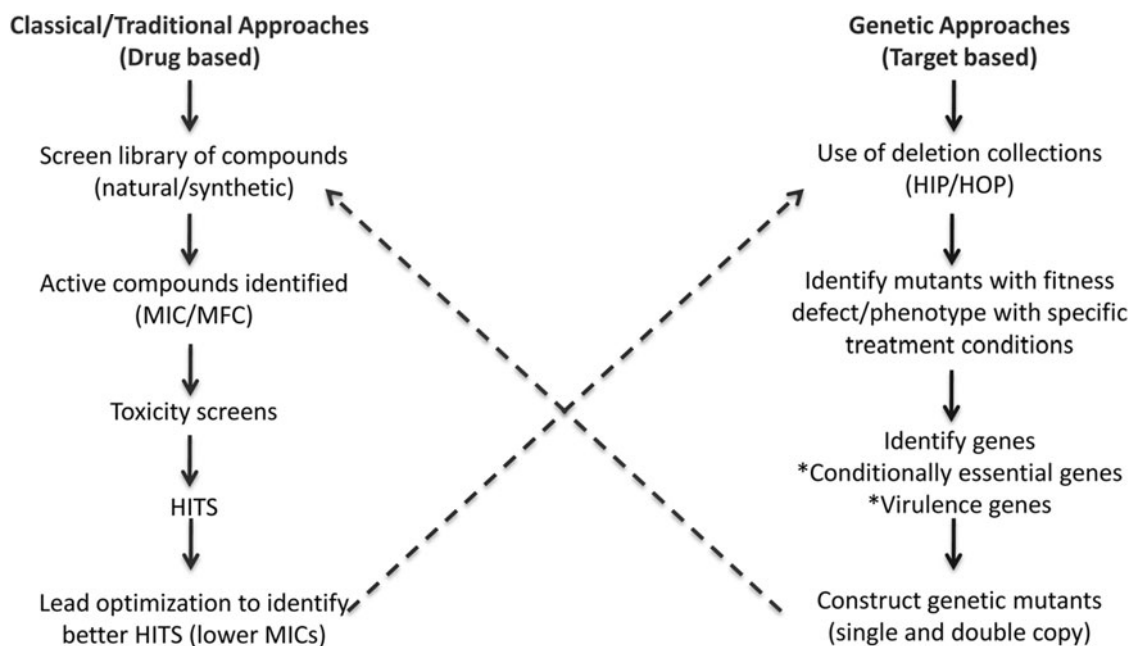 Classical/Traditional Approaches
(Drug based)
Screen library of compounds
(natural/synthetic)
Active compounds identified
(MIC/MFC)
Toxicity screens
HITS
Lead optimization to identify
better HITS (lower MICs)
Genetic Approaches
(Target based)
Use of deletion collections
(HIP/HOP)
Identify mutants with fitness
defect/phenotype with specific
treatment conditions
Identify genes
*Conditionally essential genes
*Virulence genes
Construct genetic mutants
(single and double copy)